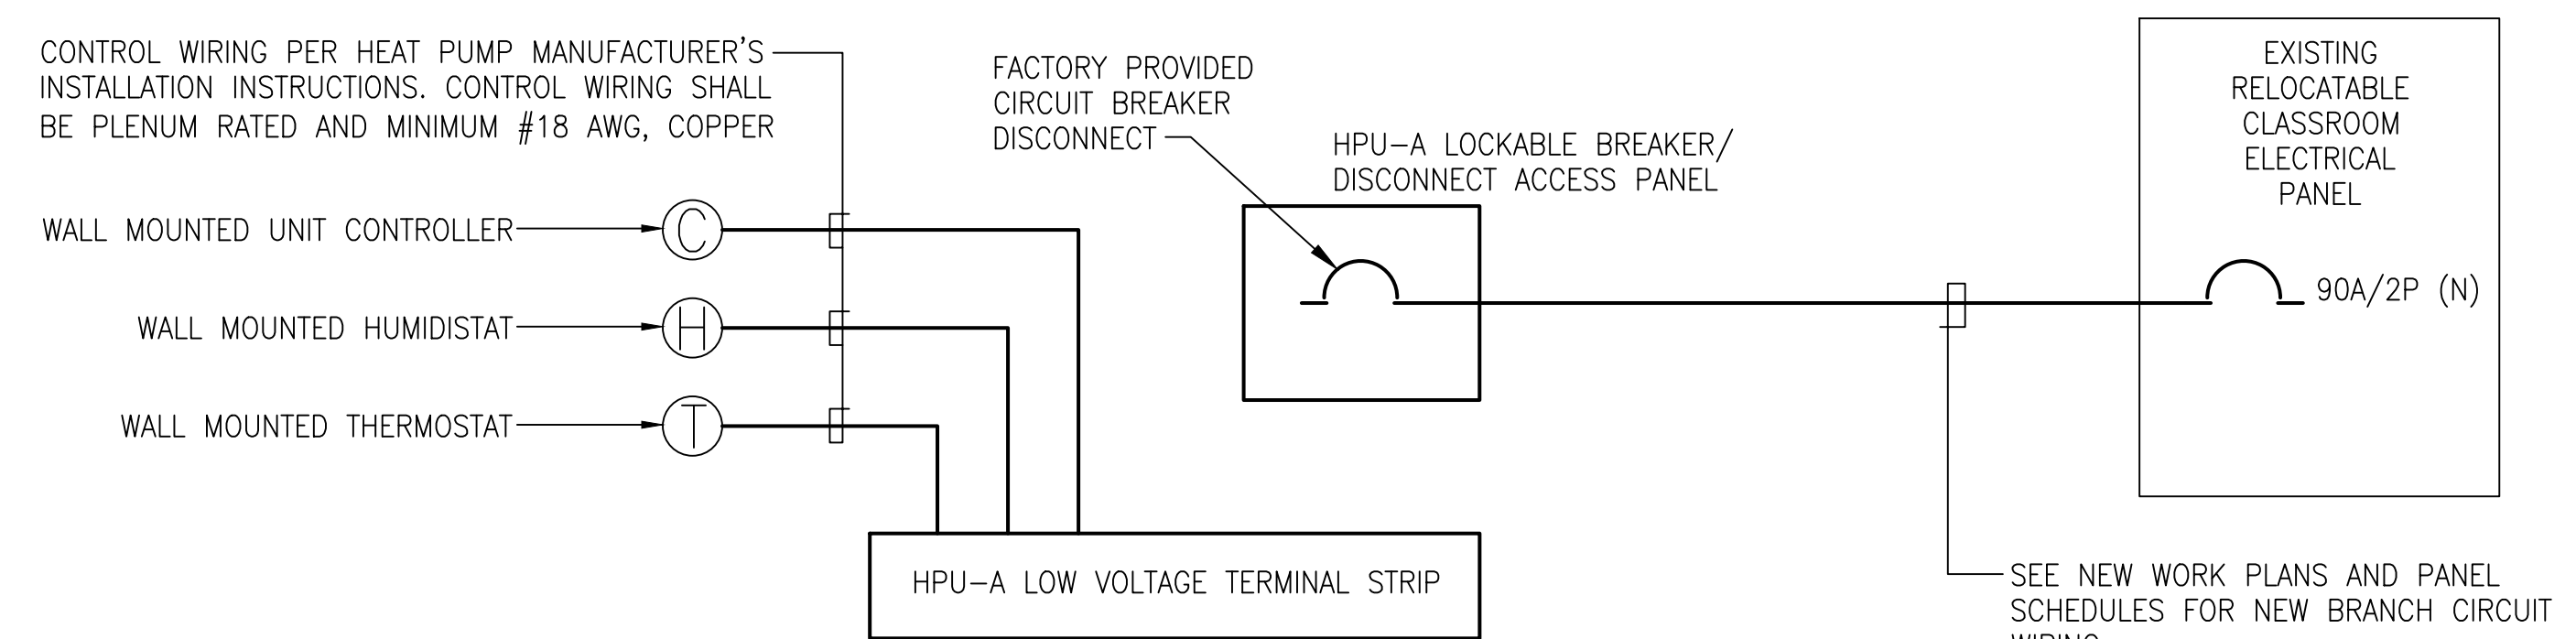 CONTROL WIRING PER HEAT PUMP MANUFACTURER'S
INSTALLATION INSTRUCTIONS. CONTROL WIRING SHALL
BE PLENUM RATED AND MINIMUM #18 AWG, COPPER
WALL MOUNTED UNIT CONTROLLER
C
WALL MOUNTED HUMIDISTAT
H
WALL MOUNTED THERMOSTAT
T
HPU-A LOW VOLTAGE TERMINAL STRIP
FACTORY PROVIDED
CIRCUIT BREAKER
DISCONNECT
HPU-A LOCKABLE BREAKER/
DISCONNECT ACCESS PANEL
EXISTING
RELOCATABLE
CLASSROOM
ELECTRICAL
PANEL
90A/2P (N)
SEE NEW WORK PLANS AND PANEL
SCHEDULES FOR NEW BRANCH CIRCUIT